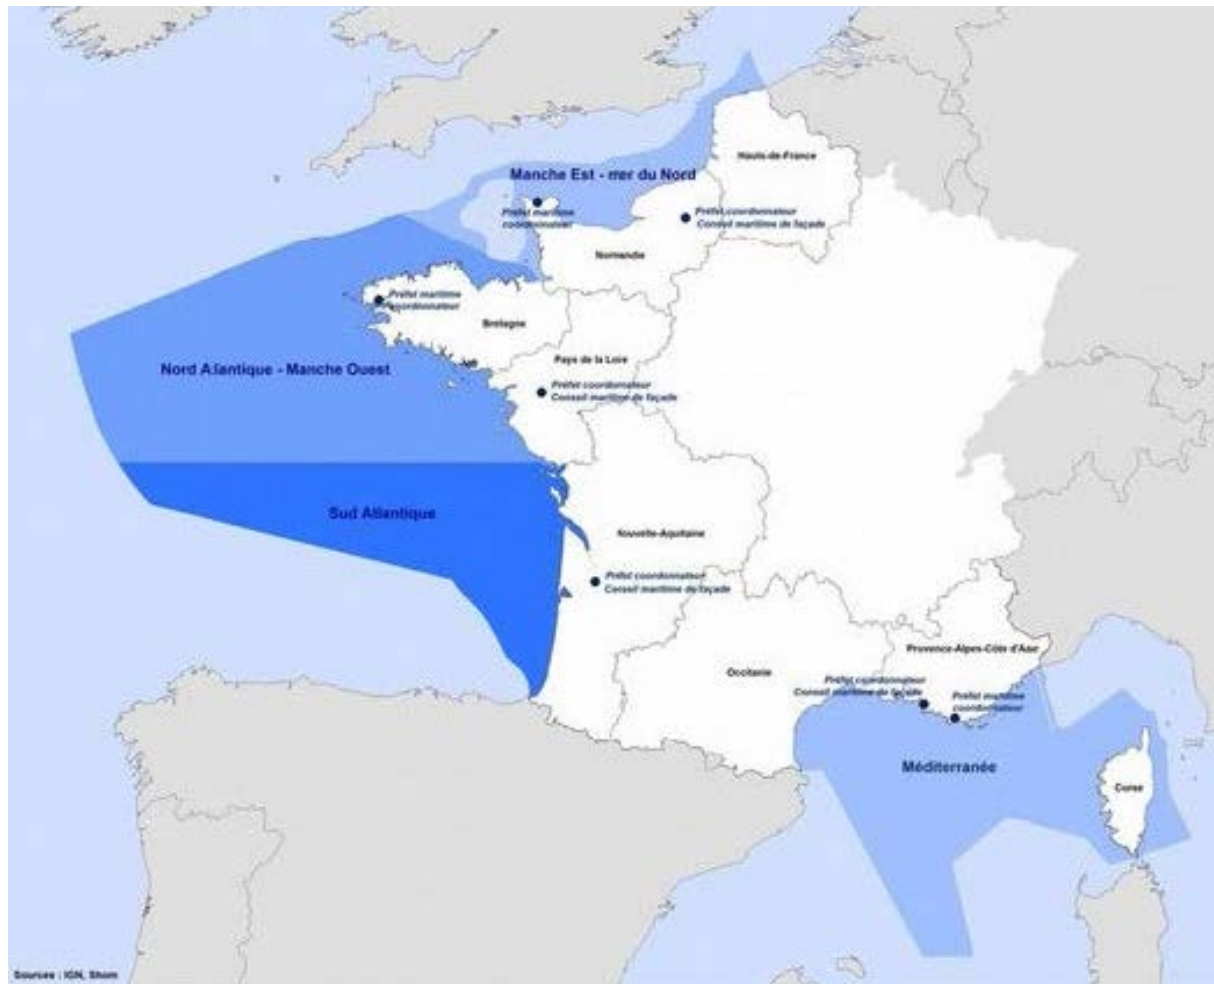 Hauts-de-France
Manche Est - mer du Nord
Préfet maritime
coordonnateur
Préfet coordonnateur
Conseil maritime de façade
Normandie
Préfet maritime
coordonnateur
Bretagne
Nord Atlantique - Manche Ouest
Pays de la Loire
Préfet coordonnateur
Conseil maritime de façade
Sud Atlantique
Nouvelle-Aquitaine
Préfet coordonnateur
Conseil maritime de façade
Provence-Alpes-Côte d'Azur
Occitanie
Préfet coordonnateur
Conseil maritime de façade
Préfet maritime
coordonnateur
Méditerranée
Corse
Sources : IGN, Shom